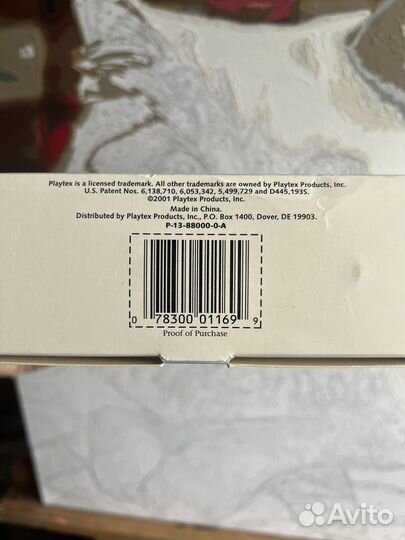 Playtex is a licensed trademark. All other trademarks are owned by Playtex Products, Inc.
U.S. Patent Nos. 6,138,710, 6,053,342, 5,499,729 and D445,193S.
©2001 Playtex Products, Inc.
Made in China.
Distributed by Playtex Products, Inc., P.O. Box 1400, Dover, DE 19903.
P-13-88000-0-A
0 78300 01169 9
Proof of Purchase
Avito